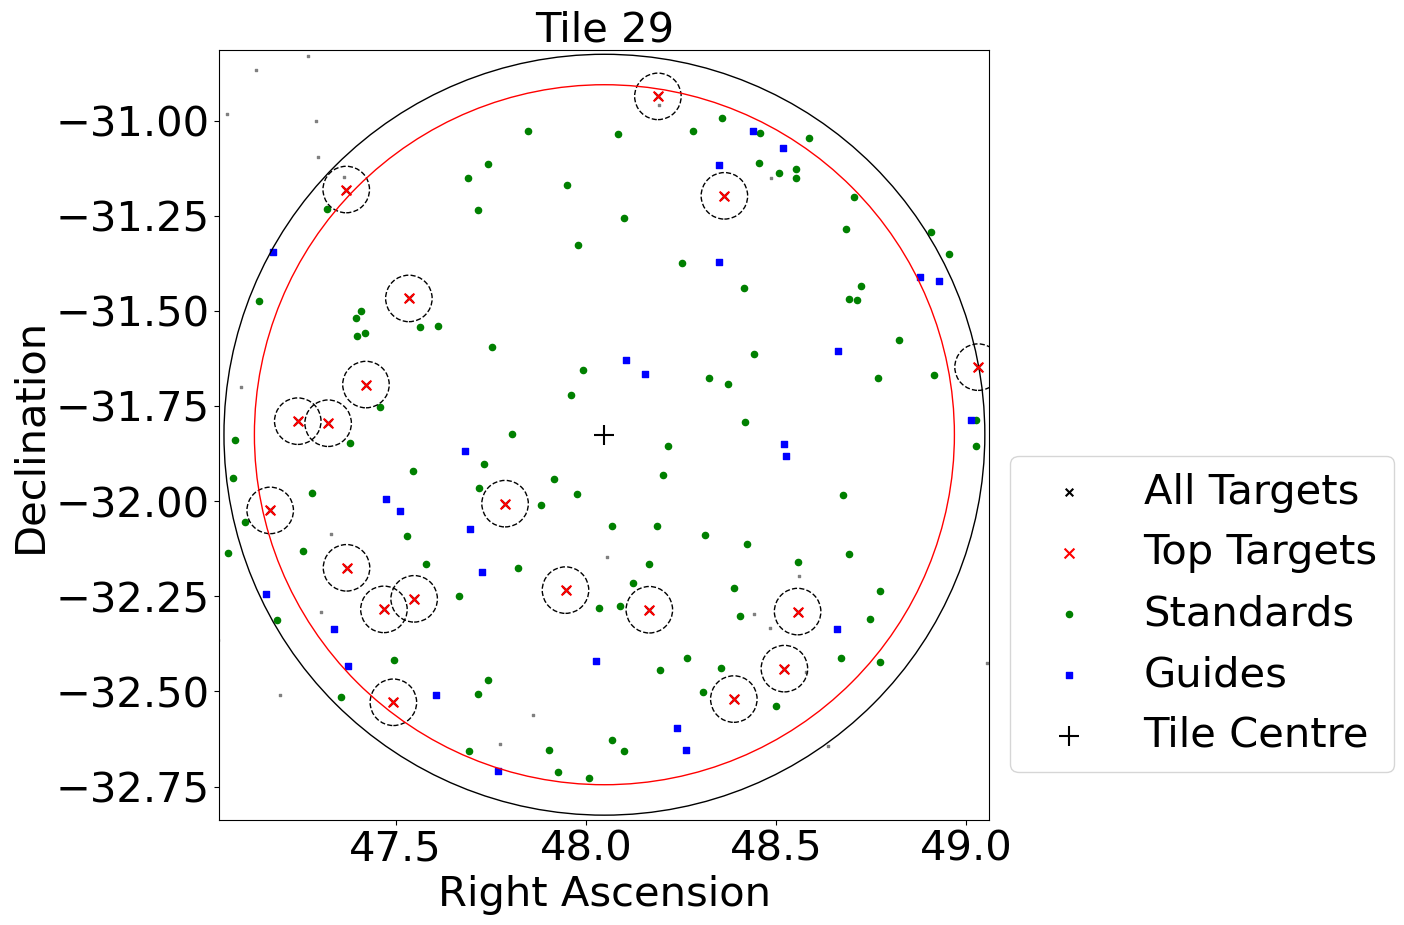 Tile 29
Declination
−31.00
−31.25
−31.50
−31.75
−32.00
−32.25
−32.50
−32.75
47.5 48.0 48.5 49.0
Right Ascension
All Targets
Top Targets
Standards
Guides
Tile Centre